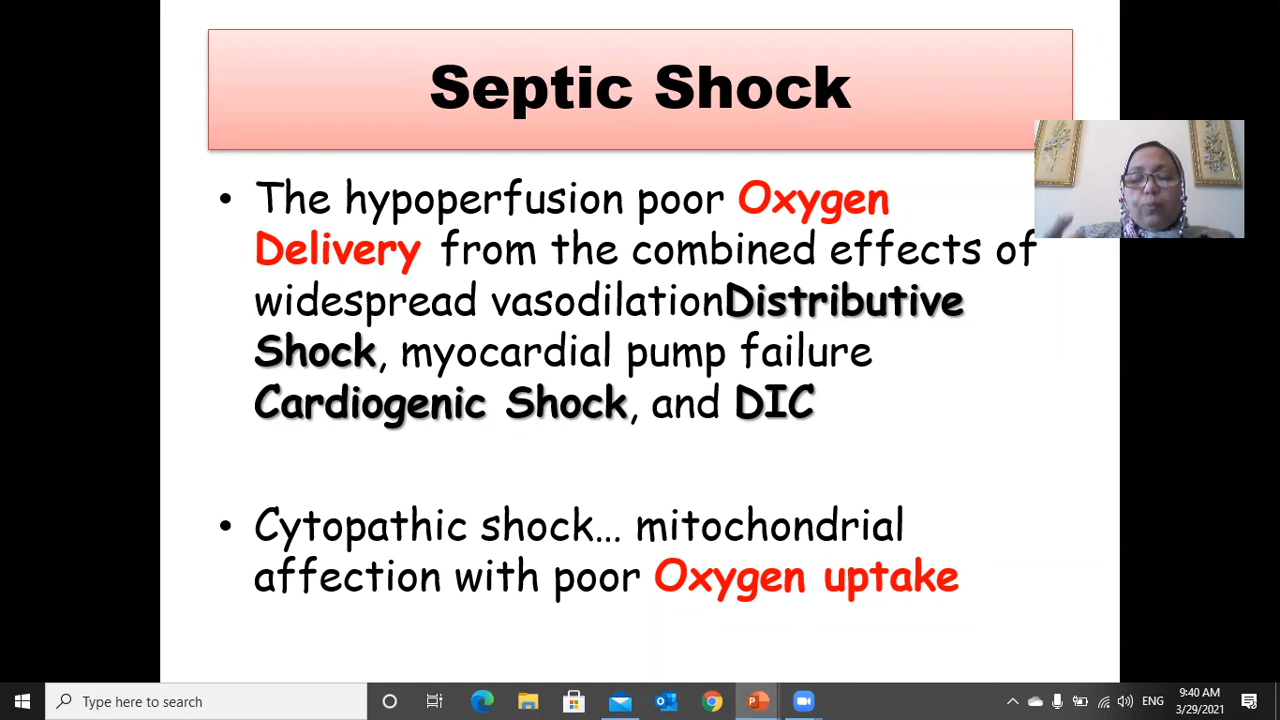 Septic Shock
• The hypoperfusion poor Oxygen
Delivery from the combined effects of
widespread vasodilationDistributive
Shock, myocardial pump failure
Cardiogenic Shock, and DIC
• Cytopathic shock... mitochondrial
affection with poor Oxygen uptake
Type here to search
ENG
9:40 AM
3/29/2021